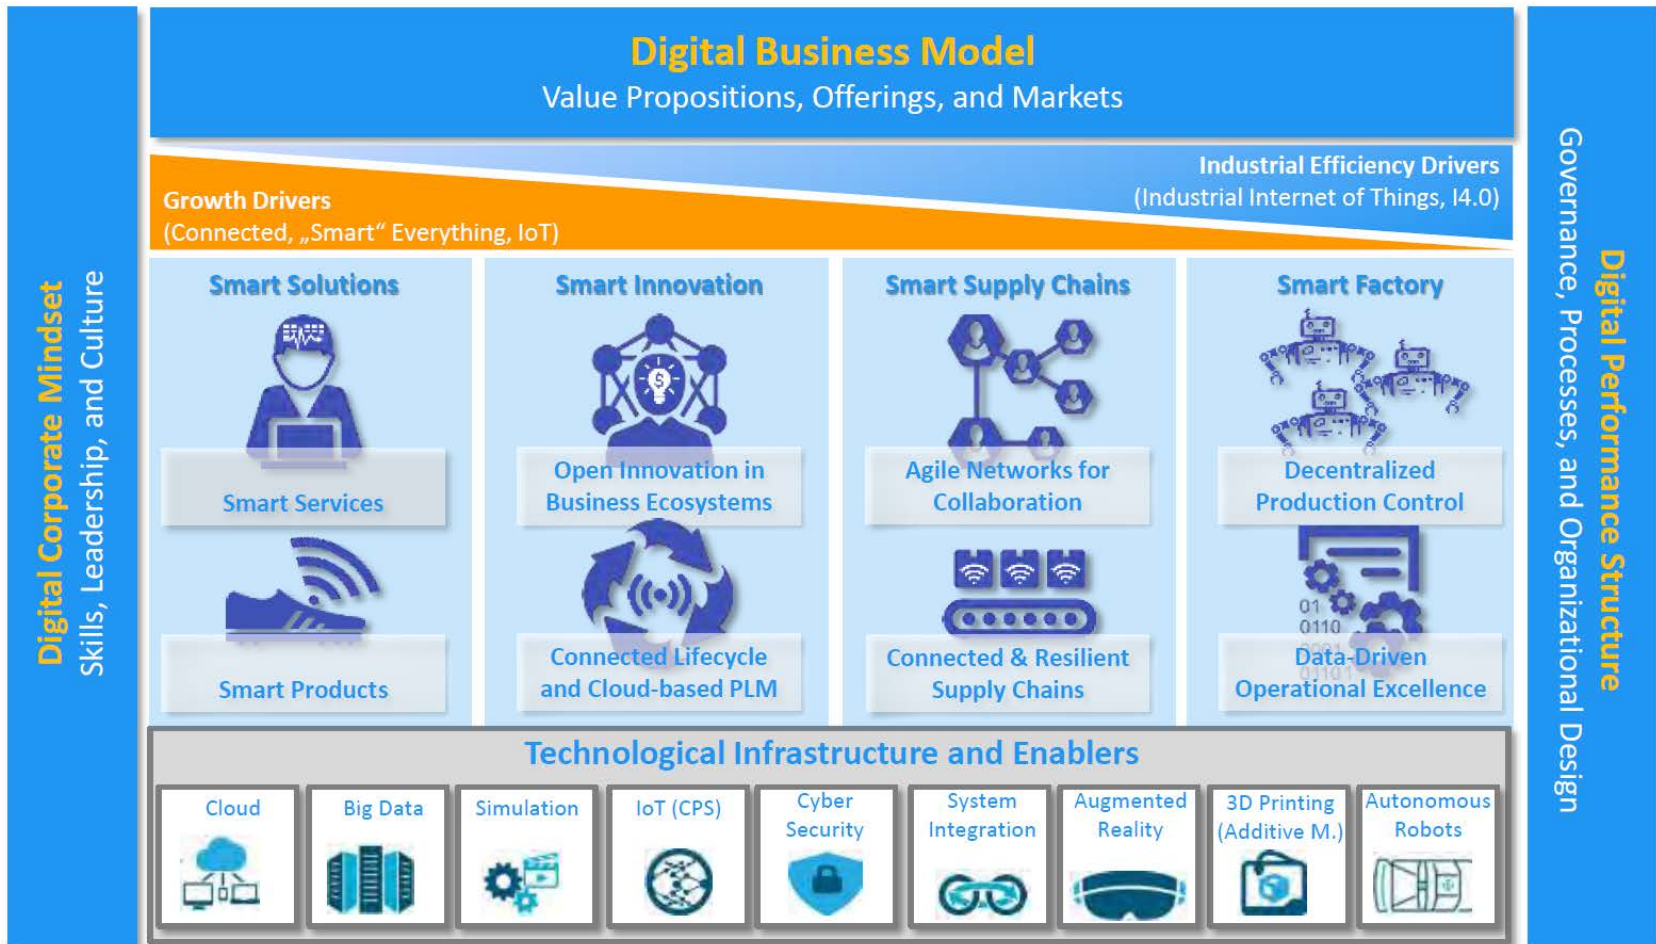 Digital Business Model
Value Propositions, Offerings, and Markets
Digital Corporate Mindset
Skills, Leadership, and Culture
Growth Drivers
(Connected, „Smart“ Everything, IoT)
Industrial Efficiency Drivers
(Industrial Internet of Things, I4.0)
Smart Solutions
Smart Services
Smart Products
Smart Innovation
$
Open Innovation in
Business Ecosystems
Connected Lifecycle
and Cloud-based PLM
Smart Supply Chains
Agile Networks for
Collaboration
Connected & Resilient
Supply Chains
Smart Factory
Decentralized
Production Control
01
0110
0001
01101
Data-Driven
Operational Excellence
Digital Performance Structure
Governance, Processes, and Organizational Design
Technological Infrastructure and Enablers
Cloud
Big Data
Simulation
IoT (CPS)
Cyber
Security
System
Integration
Augmented
Reality
3D Printing
(Additive M.)
Autonomous
Robots